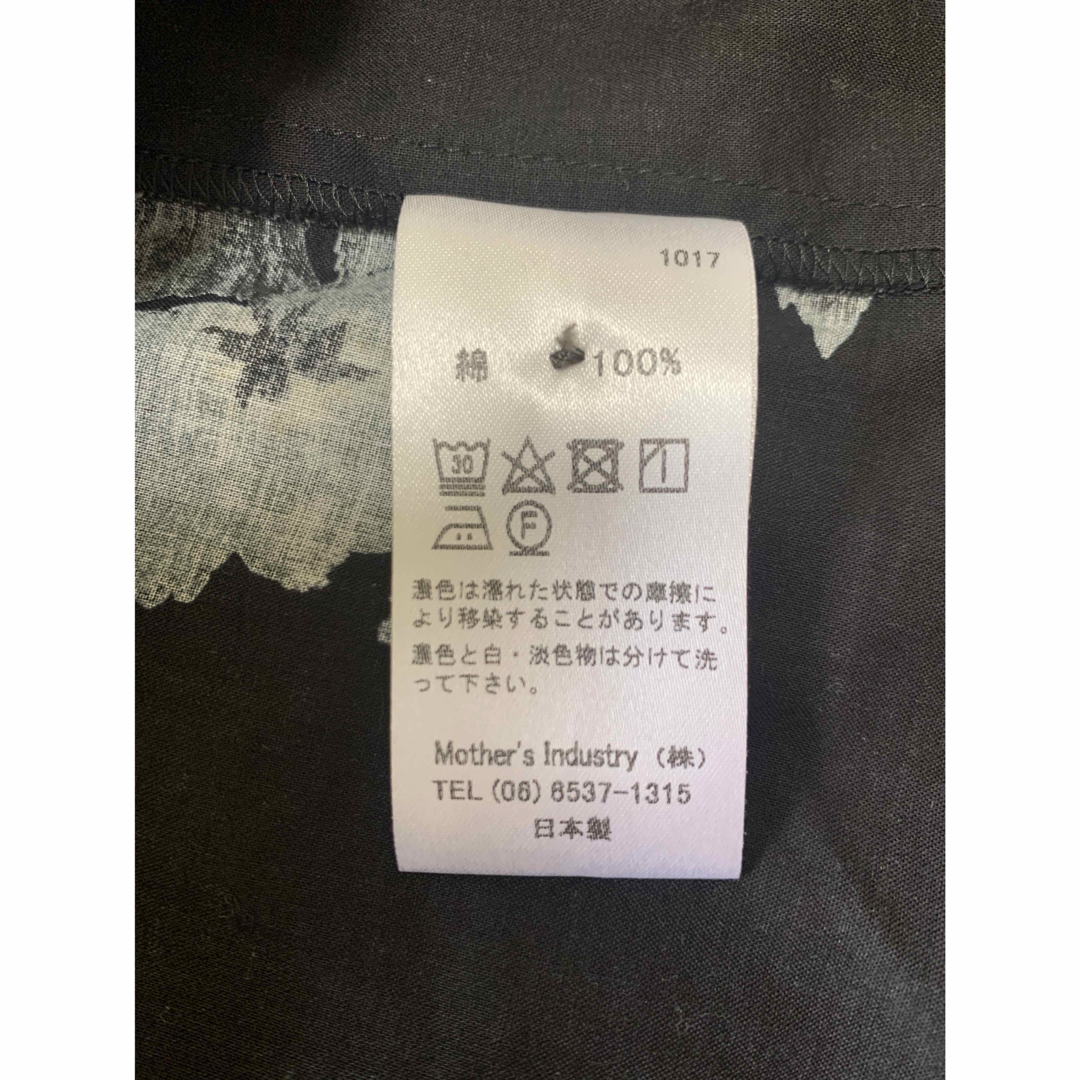 1017
綿 100%
30
F
濃色は濡れた状態での摩擦に
より移染することがあります。
濃色と白・淡色物は分けて洗
って下さい。
Mother's Industry (株)
TEL (06) 6537-1315
日本製